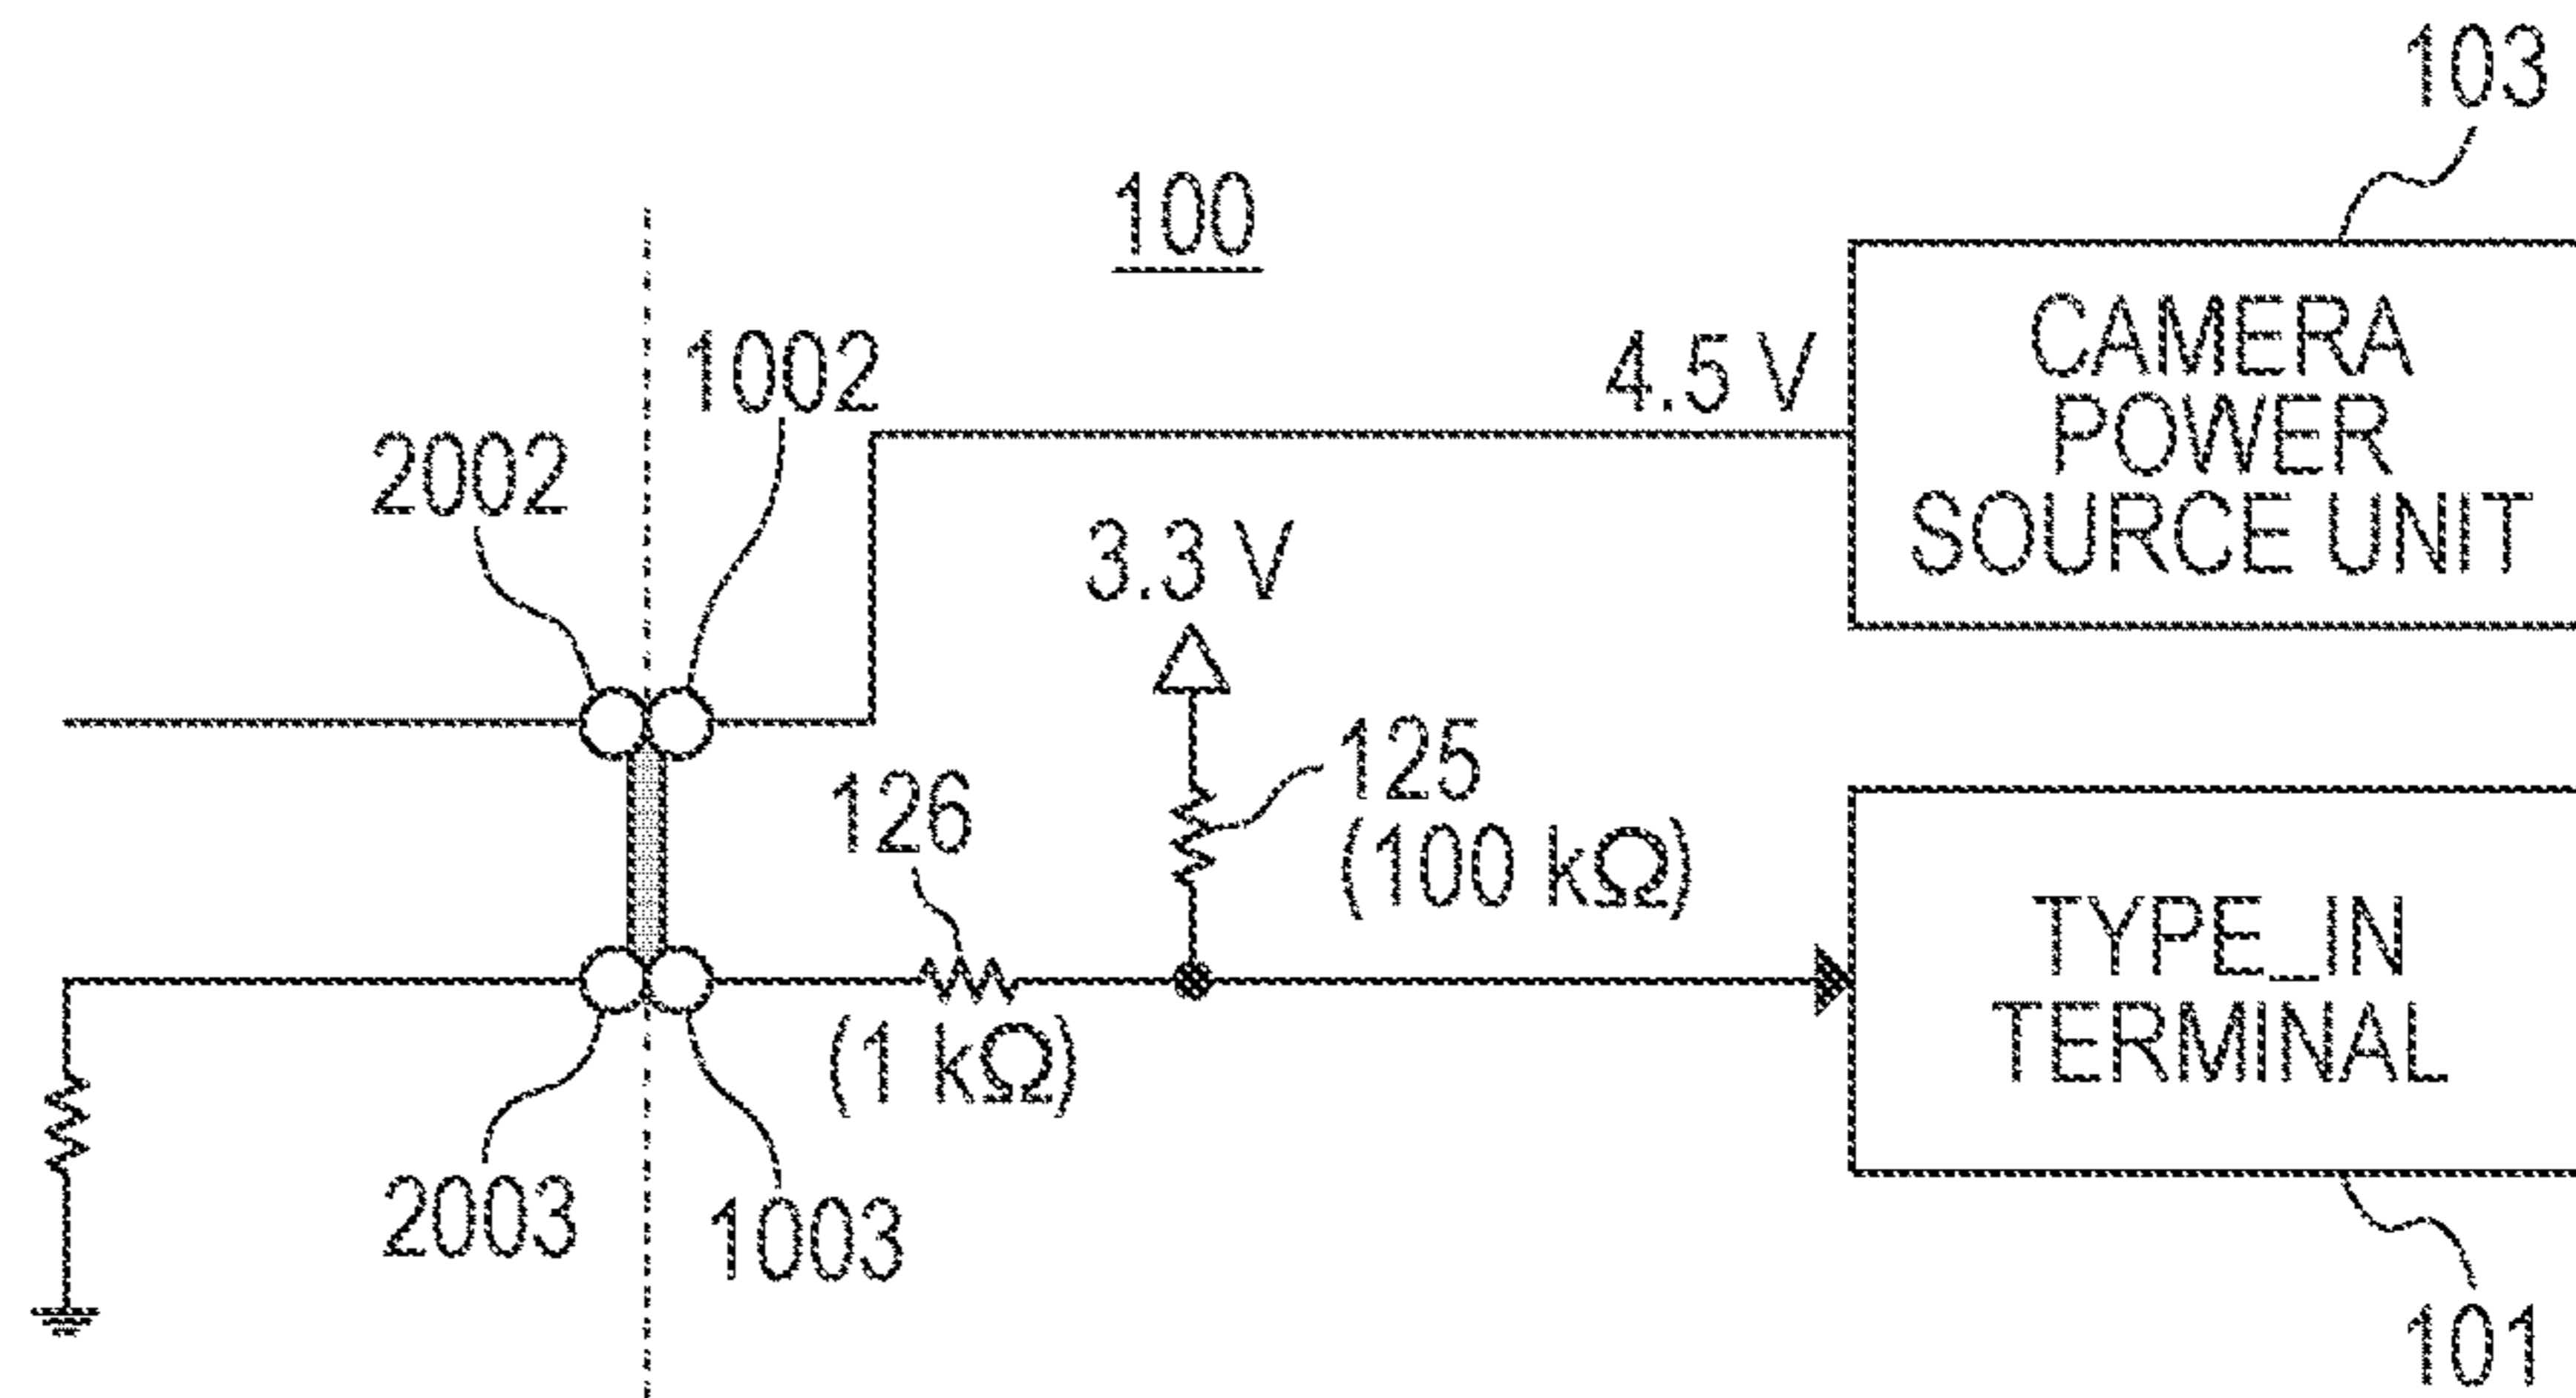 103
100
CAMERA
POWER
SOURCE UNIT
4.5 V
1002
2002
3.3 V
125
(100 kΩ)
126
(1 kΩ)
TYPE_IN
TERMINAL
2003
1003
101